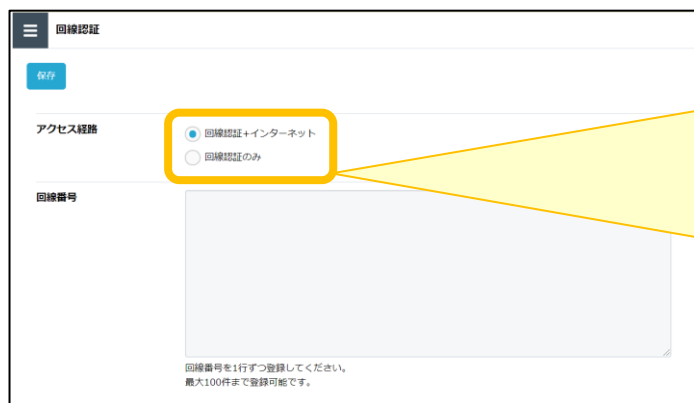 回線認証
保存
アクセス経路
回線認証+インターネット
回線認証のみ
回線番号
回線番号を1行ずつ登録してください。
最大100件まで登録可能です。